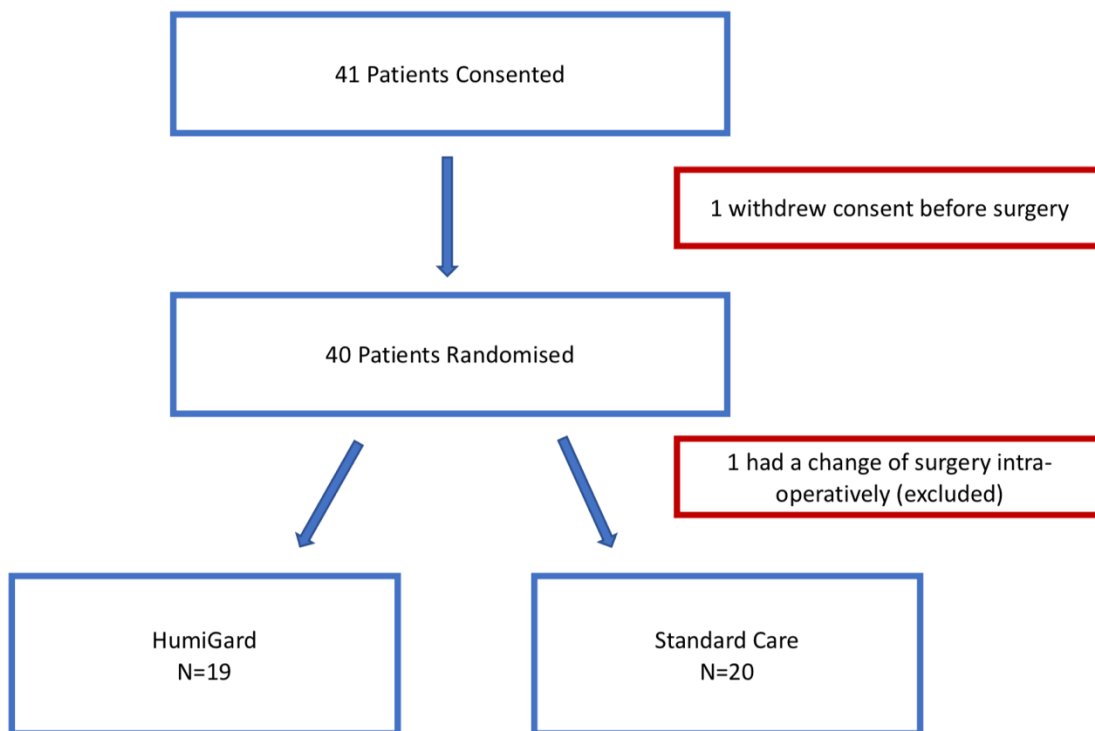 41 Patients Consented
1 withdrew consent before surgery
40 Patients Randomised
1 had a change of surgery intra-
operatively (excluded)
HumiGard
N=19
Standard Care
N=20